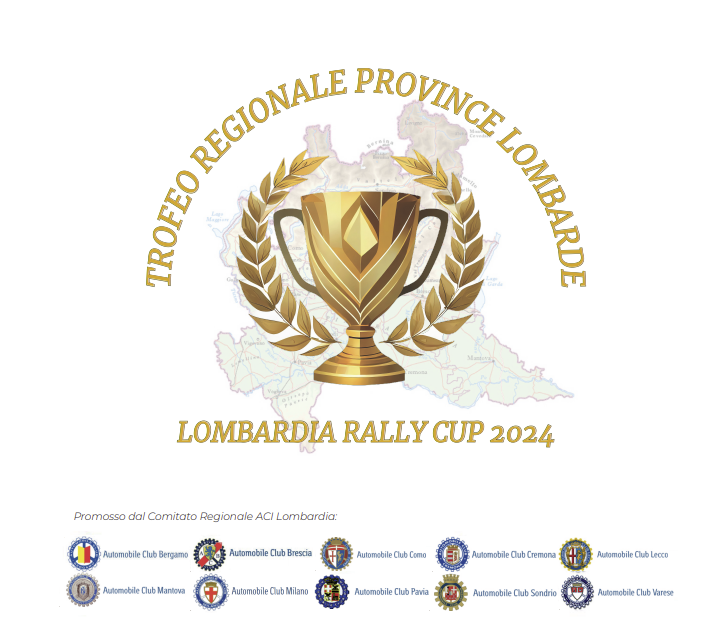 TROFEO REGIONALE PROVINCE LOMBARDE
Mantova
LOMBARDIA RALLY CUP 2024
Promosso dal Comitato Regionale ACI Lombardia:
Automobile Club Bergamo Automobile Club Brescia Automobile Club Como Automobile Club Cremona Automobile Club Lecco
Automobile Club Mantova Automobile Club Milano Automobile Club Pavia Automobile Club Sondrio Automobile Club Varese